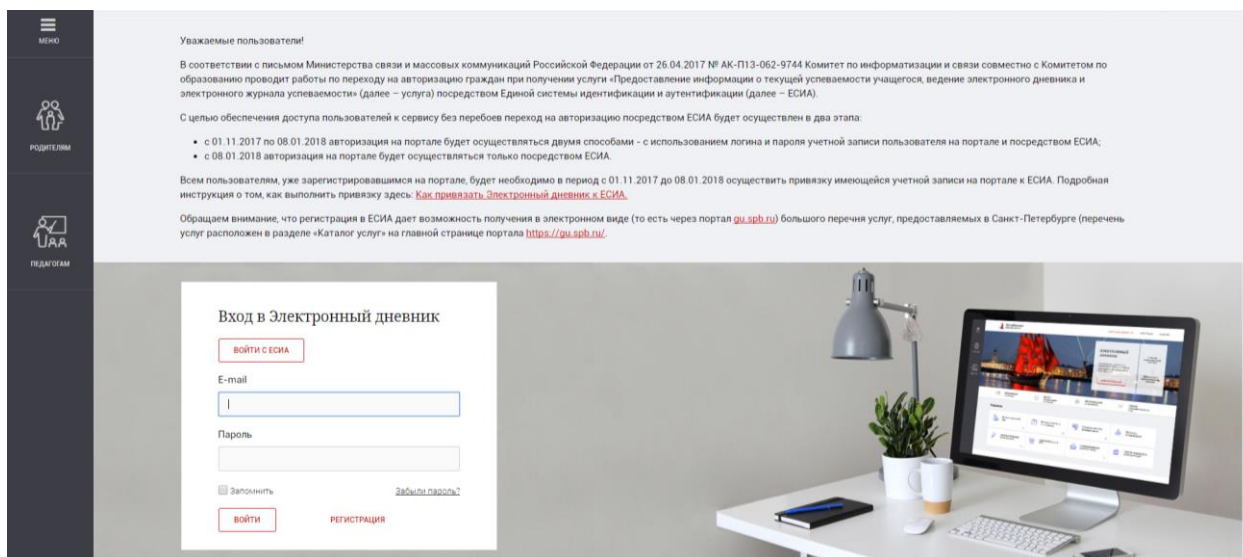 МЕНЮ
РОДИТЕЛЯМ
ПЕДАГОГАМ
Уважаемые пользователи!
В соответствии с письмом Министерства связи и массовых коммуникаций Российской Федерации от 26.04.2017 № АК-П13-062-9744 Комитет по информатизации и связи совместно с Комитетом по
образованию проводит работы по переходу на авторизацию граждан при получении услуги «Предоставление информации о текущей успеваемости учащегося, ведение электронного дневника и
электронного журнала успеваемости» (далее – услуга) посредством Единой системы идентификации и аутентификации (далее – ЕСИА).
С целью обеспечения доступа пользователей к сервису без перебоев переход на авторизацию посредством ЕСИА будет осуществлен в два этапа:
• с 01.11.2017 по 08.01.2018 авторизация на портале будет осуществляться двумя способами - с использованием логина и пароля учетной записи пользователя на портале и посредством ЕСИА;
• с 08.01.2018 авторизация на портале будет осуществляться только посредством ЕСИА.
Всем пользователям, уже зарегистрировавшимся на портале, будет необходимо в период с 01.11.2017 до 08.01.2018 осуществить привязку имеющейся учетной записи на портале к ЕСИА. Подробная
инструкция о том, как выполнить привязку здесь: Как привязать Электронный дневник к ЕСИА.
Обращаем внимание, что регистрация в ЕСИА дает возможность получения в электронном виде (то есть через портал gu.spb.ru) большого перечня услуг, предоставляемых в Санкт-Петербурге (перечень
услуг расположен в разделе «Каталог услуг» на главной странице портала https://gu.spb.ru/.
Вход в Электронный дневник
ВОЙТИ С ЕСИА
E-mail
Пароль
Запомнить
Забыли пароль?
ВОЙТИ
РЕГИСТРАЦИЯ